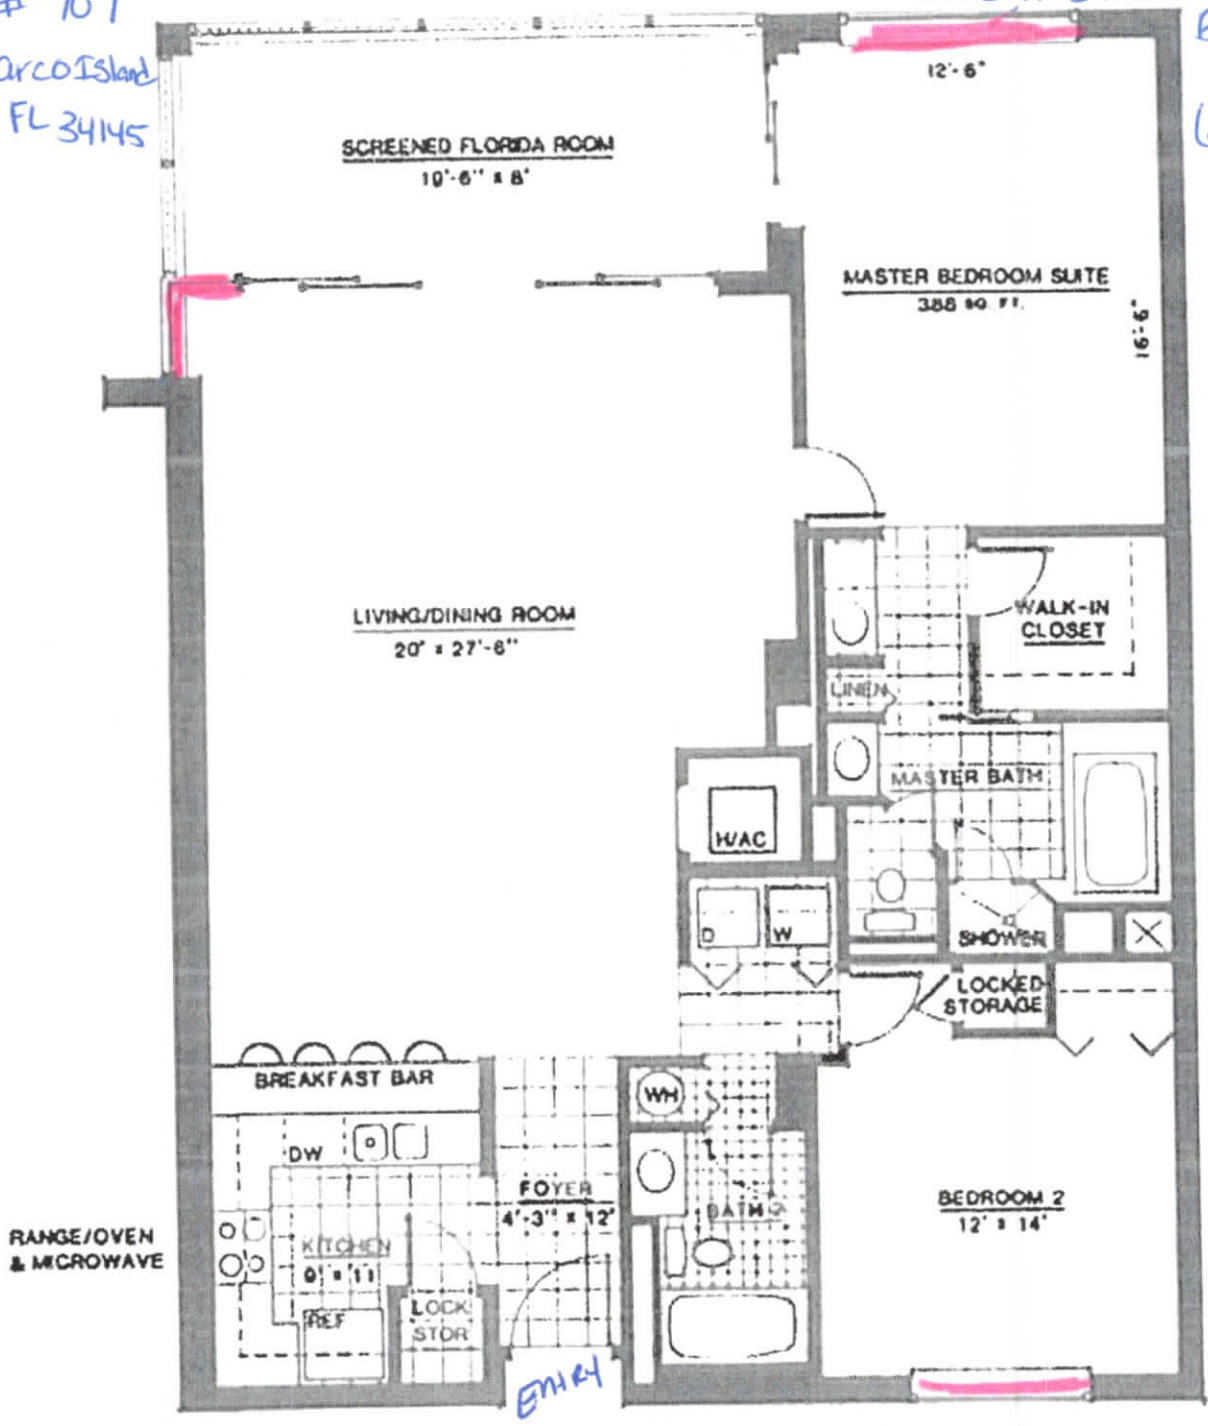 # 701
arco Island
FL 34145
12'-6"
SCREENED FLORIDA ROOM
19'-6" x 8'
MASTER BEDROOM SUITE
388 SQ. FT.
16'-6"
LIVING/DINING ROOM
20' x 27'-6"
WALK-IN
CLOSET
LINEN
MASTER BATH
H/AC
D
W
SHOWER
LOCKED
STORAGE
BREAKFAST BAR
WH
DW
FOYER
4'-3" x 12'
BATH 2
BEDROOM 2
12' x 14'
RANGE/OVEN
& MICROWAVE
KITCHEN
9' x 11'
REF
LOCK
STOR
ENTRY